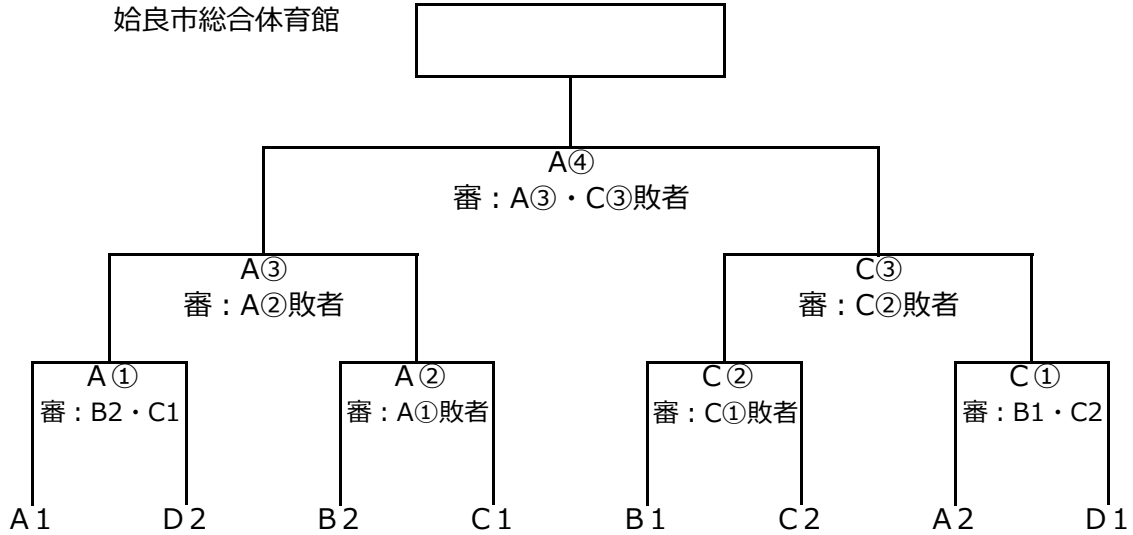 姶良市総合体育館
A④
審：A③・C③敗者
A③
審：A②敗者
C③
審：C②敗者
A①
審：B2・C1
A②
審：A①敗者
C②
審：C①敗者
C①
審：B1・C2
A1 D2 B2 C1 B1 C2 A2 D1